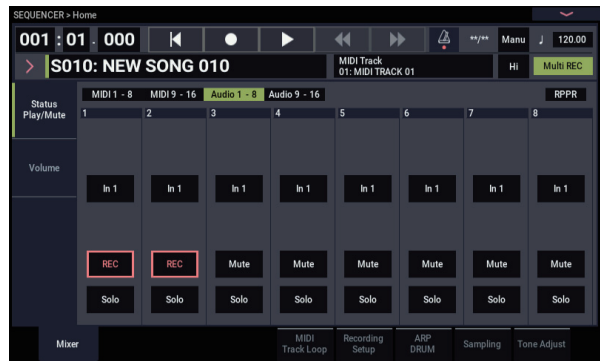 SEQUENCER > Home
001 : 01 . 000 **/** Manu ♩ 120.00
> S010: NEW SONG 010 MIDI Track Hi Multi REC
01: MIDI TRACK 01
Status
Play/Mute
MIDI 1 - 8 MIDI 9 - 16 Audio 1 - 8 Audio 9 - 16 RPPR
1 2 3 4 5 6 7 8
Volume
In 1 In 1 In 1 In 1 In 1 In 1 In 1 In 1
REC REC Mute Mute Mute Mute Mute Mute
Solo Solo Solo Solo Solo Solo Solo Solo
Mixer
MIDI
Track Loop
Recording
Setup
ARP
DRUM
Sampling
Tone Adjust